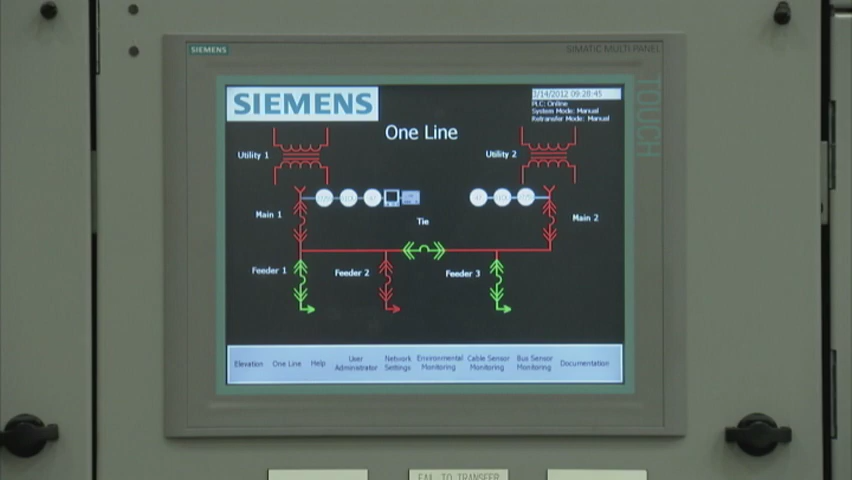 SIEMENS
SIMATIC MULTI PANEL
TOUCH
SIEMENS
3/14/2012 09:28:45
PLC: Online
System Mode: Manual
Retransfer Mode: Manual
One Line
Utility 1
Utility 2
Main 1
Tie
Main 2
Feeder 1
Feeder 2
Feeder 3
Elevation
One Line
Help
User
Administrator
Network
Settings
Environmental
Monitoring
Cable Sensor
Monitoring
Bus Sensor
Monitoring
Documentation
FAIL TO TRANSFER